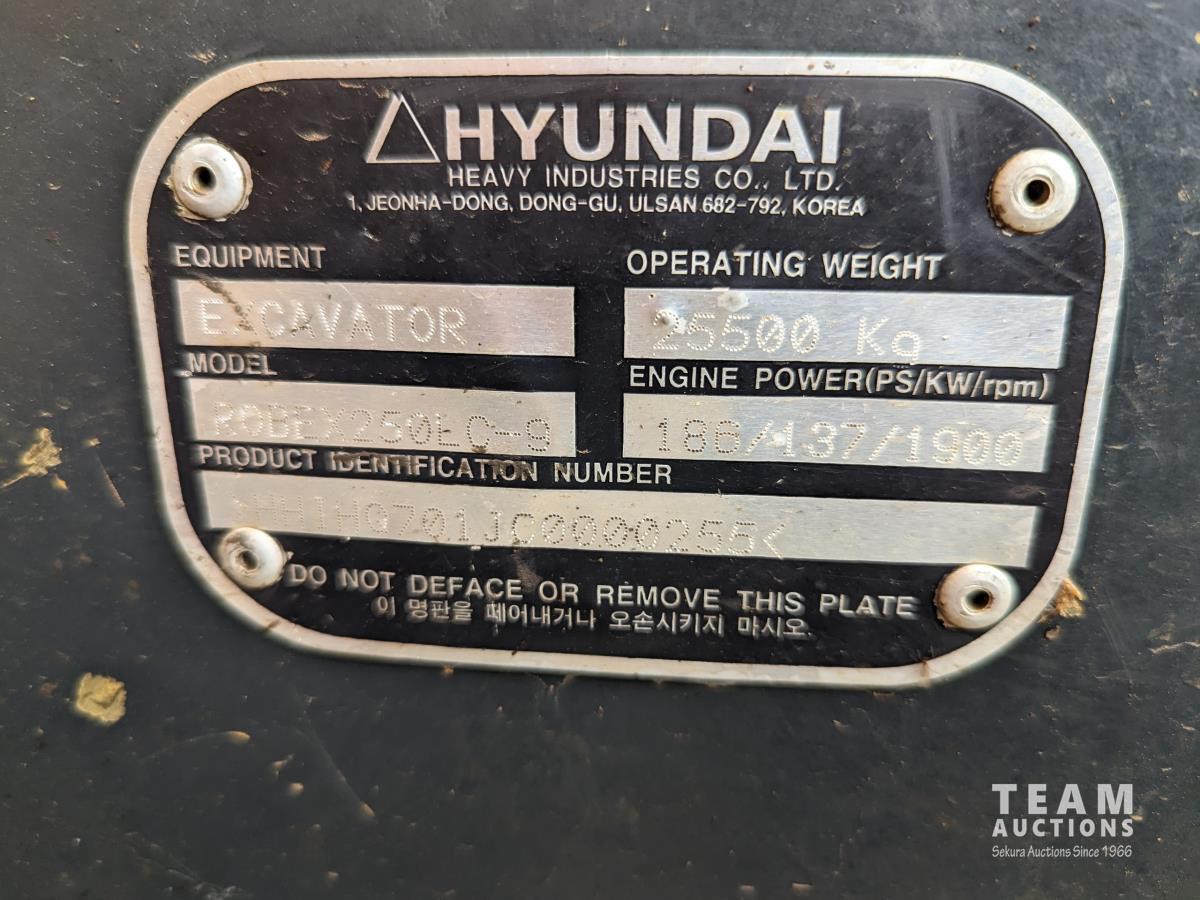 HYUNDAI
HEAVY INDUSTRIES CO., LTD.
1, JEONHA-DONG, DONG-GU, ULSAN 682-792, KOREA
EQUIPMENT
EXCAVATOR
OPERATING WEIGHT
25500 Kg
MODEL
ROBEX250LC-9
ENGINE POWER(PS/KW/rpm)
186/137/1900
PRODUCT IDENTIFICATION NUMBER
DO NOT DEFACE OR REMOVE THIS PLATE
이 명판을 떼어내거나 오손시키지 마시오.
TEAM
AUCTIONS
Sekura Auctions Since 1966